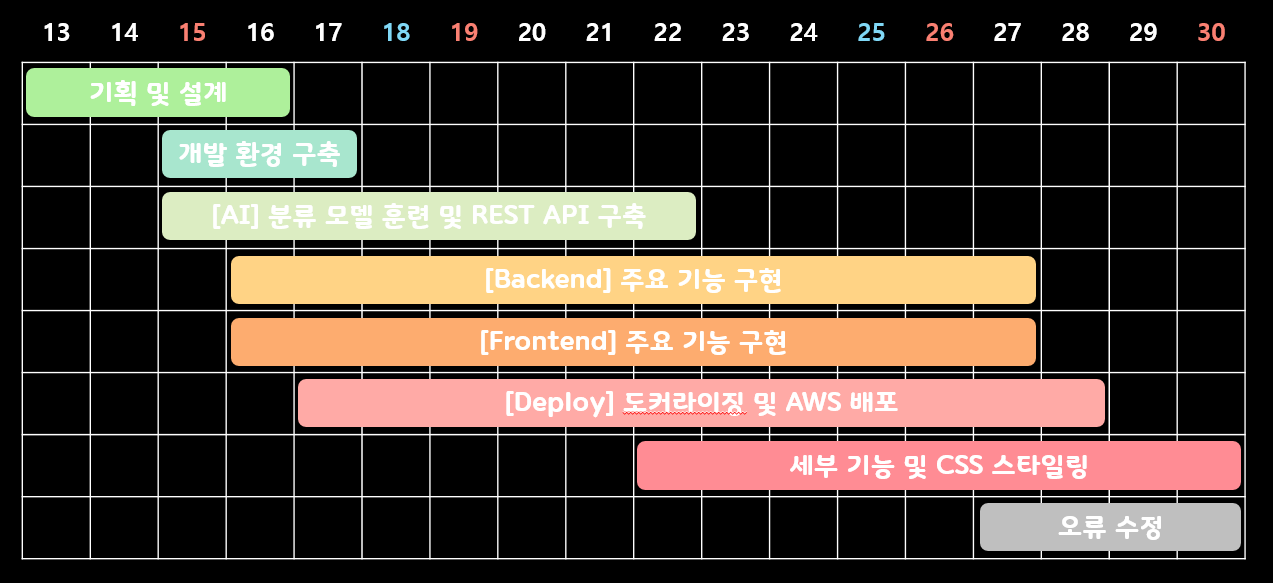 13 14 15 16 17 18 19 20 21 22 23 24 25 26 27 28 29 30
기획 및 설계
개발 환경 구축
[AI] 분류 모델 훈련 및 REST API 구축
[Backend] 주요 기능 구현
[Frontend] 주요 기능 구현
[Deploy] 도커라이징 및 AWS 배포
세부 기능 및 CSS 스타일링
오류 수정